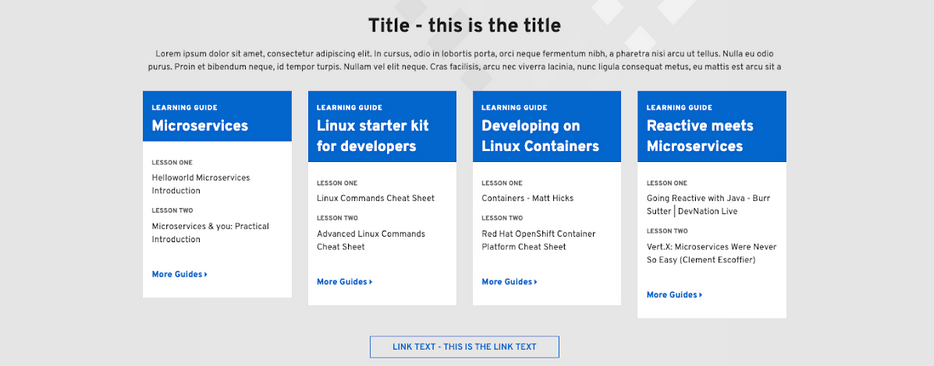 Title - this is the title
Lorem ipsum dolor sit amet, consectetur adipiscing elit. In cursus, odio in lobortis porta, orci neque fermentum nibh, a pharetra nisi arcu ut tellus. Nulla eu odio
purus. Proin et bibendum neque, id tempor turpis. Nullam vel elit neque. Cras facilisis, arcu nec viverra lacinia, nunc ligula consequat metus, eu mattis est arcu sit a
LEARNING GUIDE
Microservices
LESSON ONE
Helloworld Microservices
Introduction
LESSON TWO
Microservices & you: Practical
Introduction
More Guides
LEARNING GUIDE
Linux starter kit
for developers
LESSON ONE
Linux Commands Cheat Sheet
LESSON TWO
Advanced Linux Commands
Cheat Sheet
More Guides
LEARNING GUIDE
Developing on
Linux Containers
LESSON ONE
Containers - Matt Hicks
LESSON TWO
Red Hat OpenShift Container
Platform Cheat Sheet
More Guides
LEARNING GUIDE
Reactive meets
Microservices
LESSON ONE
Going Reactive with Java - Burr
Sutter | DevNation Live
LESSON TWO
Vert.X: Microservices Were Never
So Easy (Clement Escoffier)
More Guides
LINK TEXT - THIS IS THE LINK TEXT